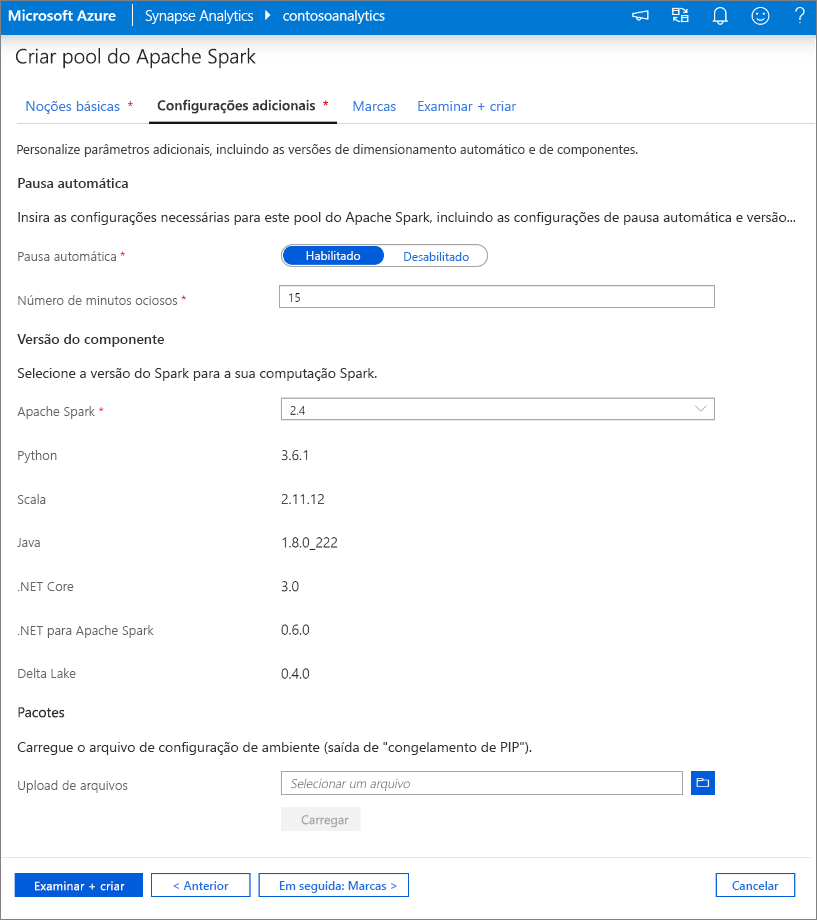 Microsoft Azure Synapse Analytics contosoanalytics ?
Criar pool do Apache Spark
Noções básicas * Configurações adicionais * Marcas Examinar + criar
Personalize parâmetros adicionais, incluindo as versões de dimensionamento automático e de componentes.
Pausa automática
Insira as configurações necessárias para este pool do Apache Spark, incluindo as configurações de pausa automática e versão...
Pausa automática * Habilitado Desabilitado
Número de minutos ociosos * 15
Versão do componente
Selecione a versão do Spark para a sua computação Spark.
Apache Spark * 2.4
Python 3.6.1
Scala 2.11.12
Java 1.8.0_222
.NET Core 3.0
.NET para Apache Spark 0.6.0
Delta Lake 0.4.0
Pacotes
Carregue o arquivo de configuração de ambiente (saída de "congelamento de PIP").
Upload de arquivos Selecionar um arquivo
Carregar
Examinar + criar < Anterior Em seguida: Marcas > Cancelar